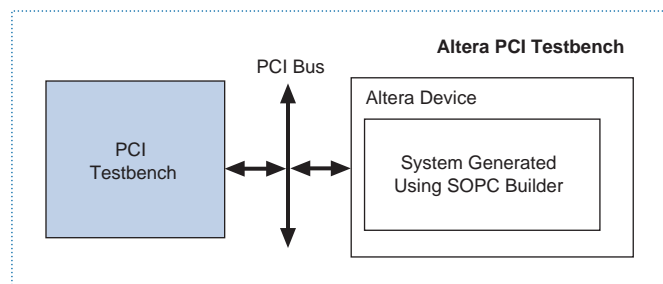 Altera PCI Testbench
PCI Bus
Altera Device
PCI
Testbench
System Generated
Using SOPC Builder